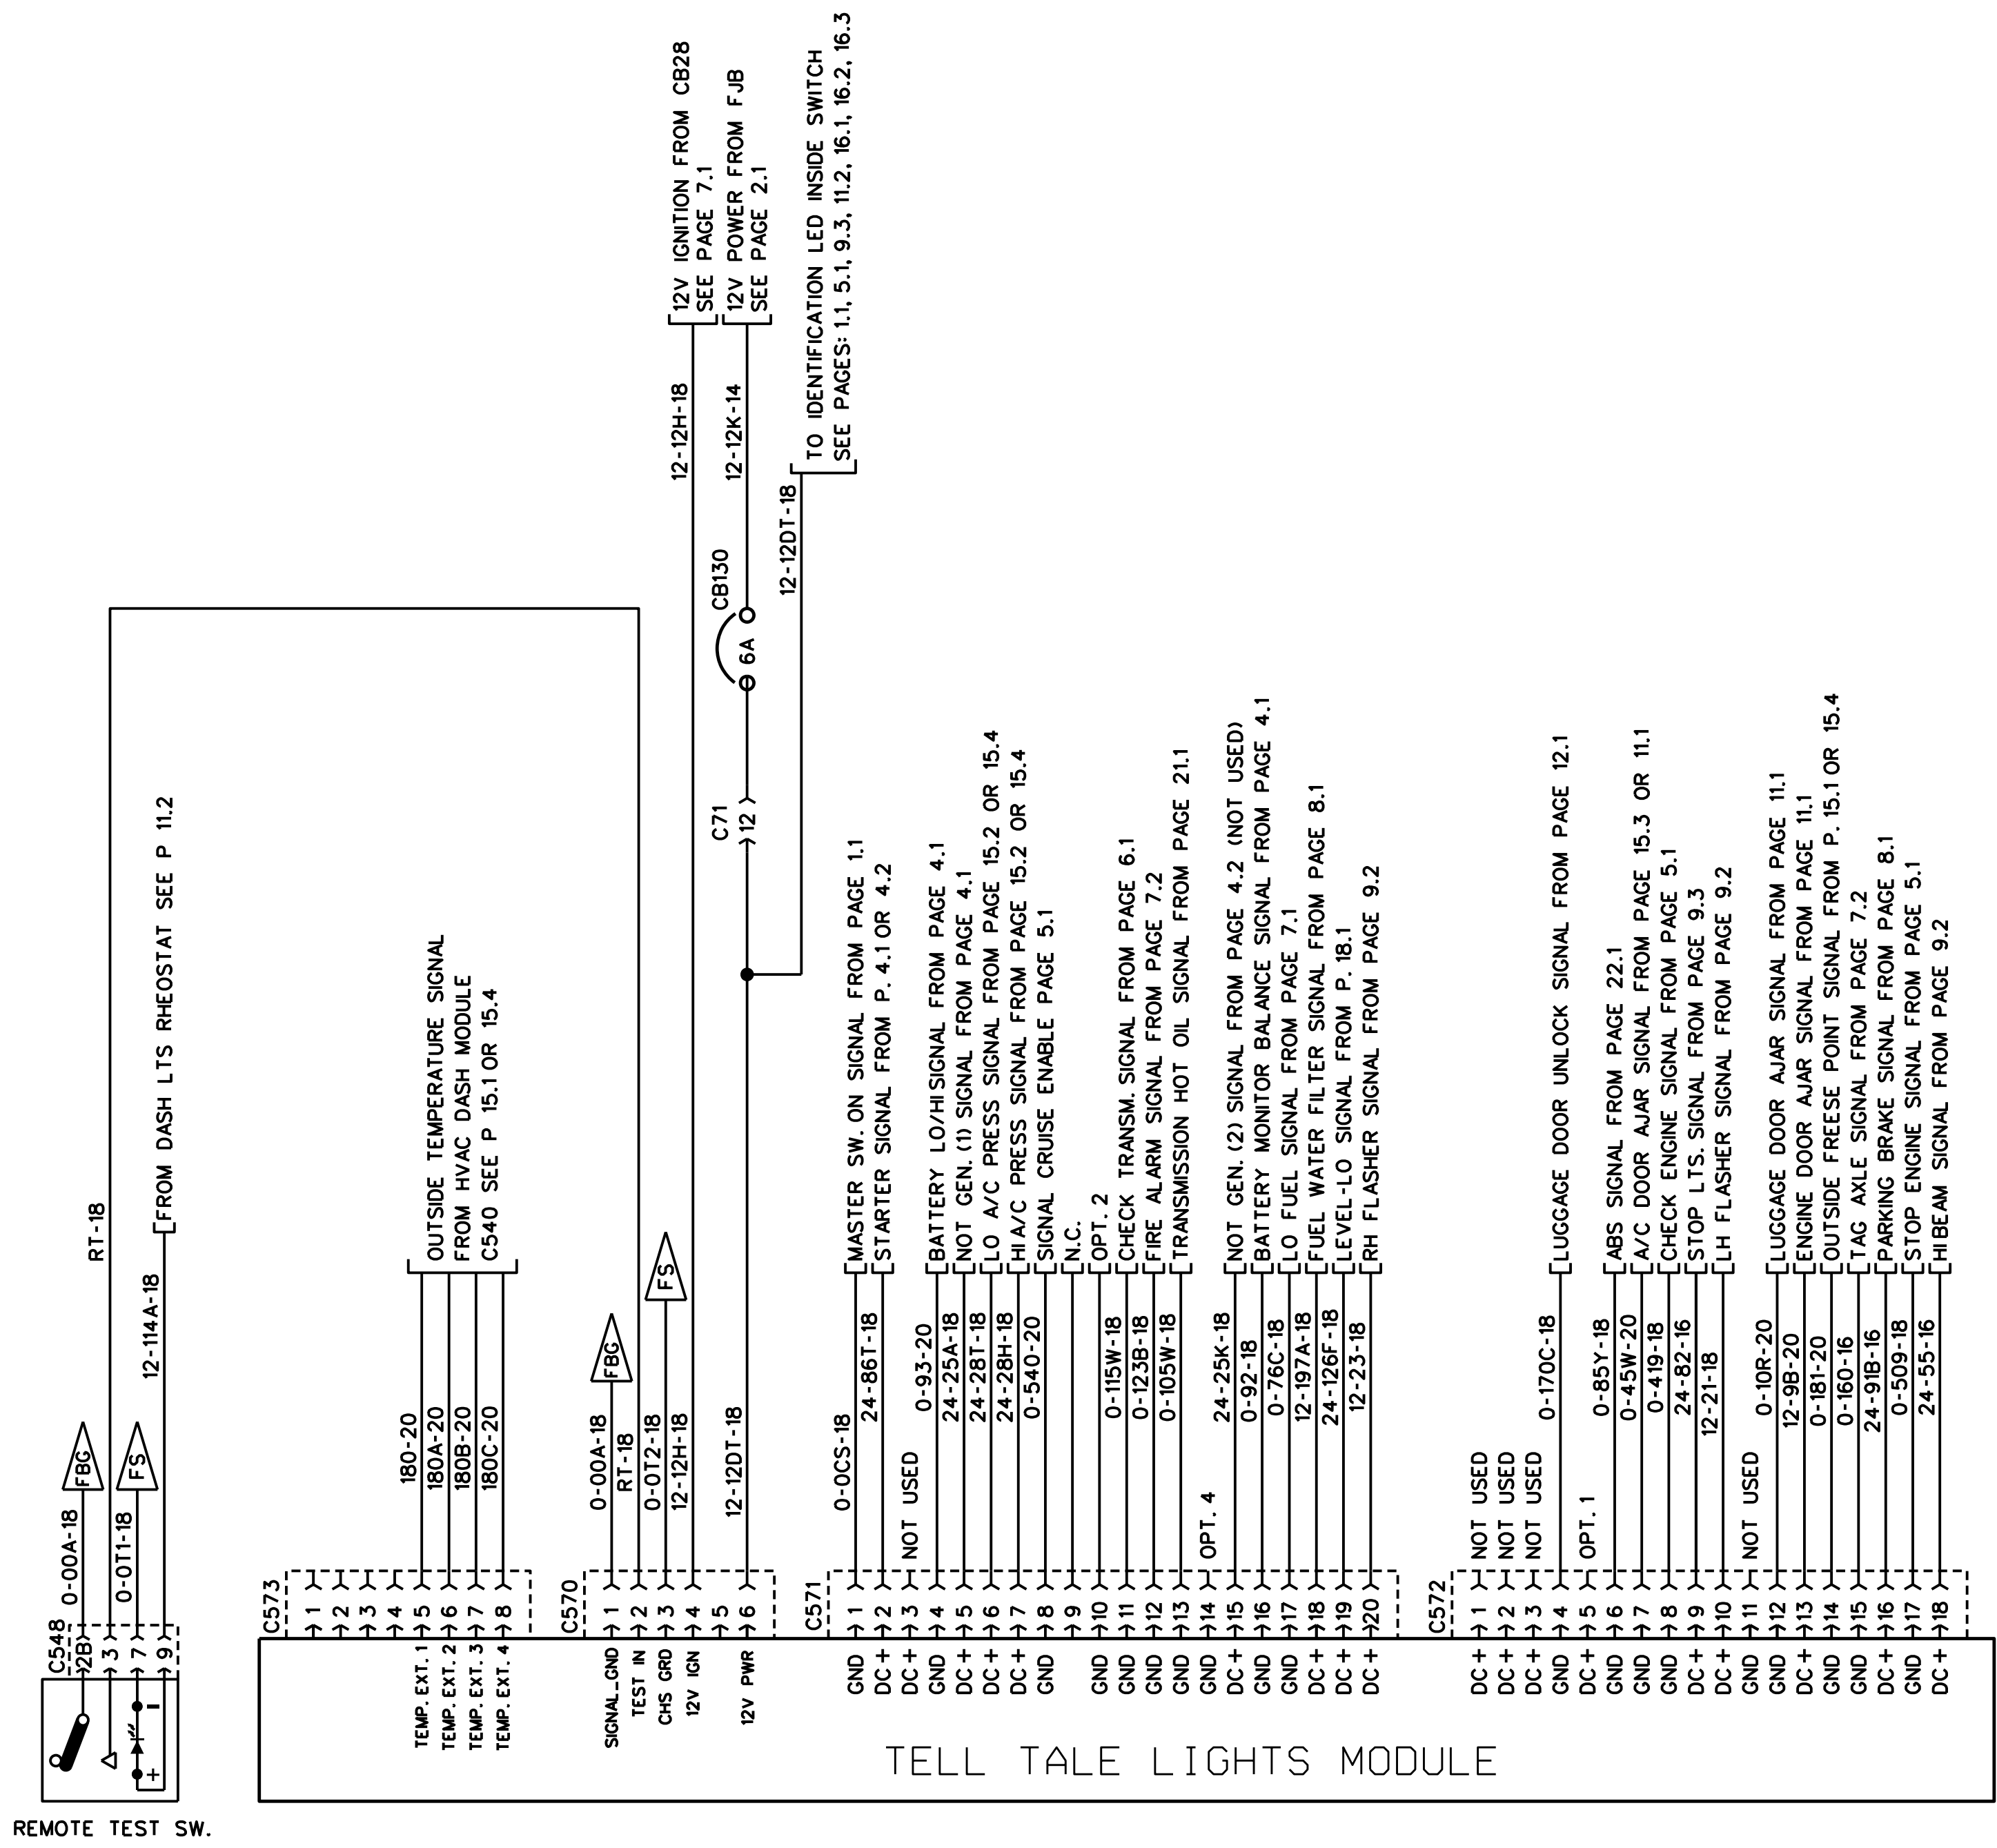 12V IGNITION FROM CB28
SEE PAGE 7.1
12V POWER FROM FJB
SEE PAGE 2.1
TO IDENTIFICATION LED INSIDE SWITCH
SEE PAGES: 1.1, 5.1, 9.3, 11.2, 16.1, 16.2, 16.3
12-12H-18
12-12K-14
12-12DT-18
CB130
6A
C71
12
RT-18
FROM DASH LTS RHEOSTAT SEE P 11.2
12-114A-18
FBG
FS
0-00A-18
0-0T1-18
C548
2B
3
7
9
+
-
REMOTE TEST SW.
OUTSIDE TEMPERATURE SIGNAL
FROM HVAC DASH MODULE
C540 SEE P 15.1 OR 15.4
180-20
180A-20
180B-20
180C-20
C573
1
2
3
4
5
6
7
8
TEMP. EXT. 1
TEMP. EXT. 2
TEMP. EXT. 3
TEMP. EXT. 4
FBG
FS
0-00A-18
RT-18
0-0T2-18
12-12H-18
12-12DT-18
C570
1
2
3
4
5
6
SIGNAL_GND
TEST IN
CHS GRD
12V IGN
12V PWR
MASTER SW. ON SIGNAL FROM PAGE 1.1
STARTER SIGNAL FROM P. 4.1 OR 4.2
BATTERY LO/HI SIGNAL FROM PAGE 4.1
NOT GEN. (1) SIGNAL FROM PAGE 4.1
LO A/C PRESS SIGNAL FROM PAGE 15.2 OR 15.4
HI A/C PRESS SIGNAL FROM PAGE 15.2 OR 15.4
SIGNAL CRUISE ENABLE PAGE 5.1
N.C.
OPT. 2
CHECK TRANSM. SIGNAL FROM PAGE 6.1
FIRE ALARM SIGNAL FROM PAGE 7.2
TRANSMISSION HOT OIL SIGNAL FROM PAGE 21.1
NOT GEN. (2) SIGNAL FROM PAGE 4.2 (NOT USED)
BATTERY MONITOR BALANCE SIGNAL FROM PAGE 4.1
LO FUEL SIGNAL FROM PAGE 7.1
FUEL WATER FILTER SIGNAL FROM PAGE 8.1
LEVEL-LO SIGNAL FROM P. 18.1
RH FLASHER SIGNAL FROM PAGE 9.2
0-0CS-18
24-86T-18
NOT USED
0-93-20
24-25A-18
24-28T-18
24-28H-18
0-540-20
0-115W-18
0-123B-18
0-105W-18
OPT. 4
24-25K-18
0-92-18
0-76C-18
12-197A-18
24-126F-18
12-23-18
C571
1
2
3
4
5
6
7
8
9
10
11
12
13
14
15
16
17
18
19
20
GND
DC+
DC+
GND
DC+
DC+
DC+
GND
GND
GND
GND
GND
GND
DC+
GND
GND
DC+
DC+
DC+
LUGGAGE DOOR UNLOCK SIGNAL FROM PAGE 12.1
ABS SIGNAL FROM PAGE 22.1
A/C DOOR AJAR SIGNAL FROM PAGE 15.3 OR 11.1
CHECK ENGINE SIGNAL FROM PAGE 5.1
STOP LTS. SIGNAL FROM PAGE 9.3
LH FLASHER SIGNAL FROM PAGE 9.2
LUGGAGE DOOR AJAR SIGNAL FROM PAGE 11.1
ENGINE DOOR AJAR SIGNAL FROM PAGE 11.1
OUTSIDE FREESE POINT SIGNAL FROM P. 15.1 OR 15.4
TAG AXLE SIGNAL FROM PAGE 7.2
PARKING BRAKE SIGNAL FROM PAGE 8.1
STOP ENGINE SIGNAL FROM PAGE 5.1
HIBEAM SIGNAL FROM PAGE 9.2
NOT USED
NOT USED
NOT USED
0-170C-18
OPT. 1
0-85Y-18
0-45W-20
0-419-18
24-82-16
12-21-18
NOT USED
0-10R-20
12-9B-20
0-181-20
0-160-16
24-91B-16
0-509-18
24-55-16
C572
1
2
3
4
5
6
7
8
9
10
11
12
13
14
15
16
17
18
DC+
DC+
DC+
GND
DC+
GND
GND
GND
DC+
DC+
GND
GND
DC+
GND
GND
DC+
GND
DC+
TELL TALE LIGHTS MODULE